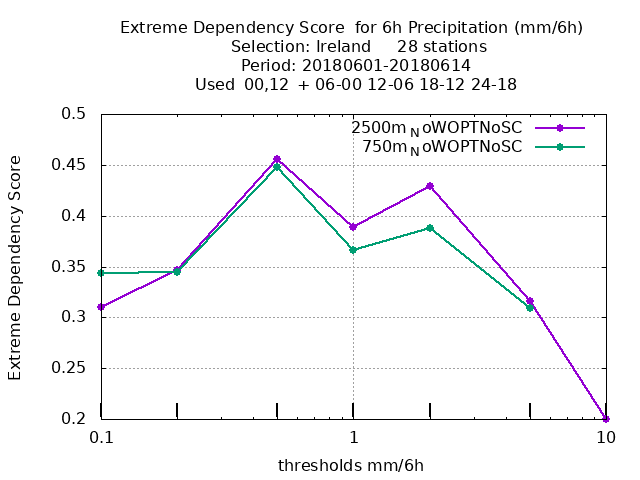 Extreme Dependency Score  for 6h Precipitation (mm/6h)
Selection: Ireland     28 stations
Period: 20180601-20180614
Used  00,12  + 06-00 12-06 18-12 24-18
0.5
2500m_NoWOPTNoSC
750m_NoWOPTNoSC
0.45
0.4
0.35
0.3
0.25
0.2
Extreme Dependency Score
0.1
1
10
thresholds mm/6h